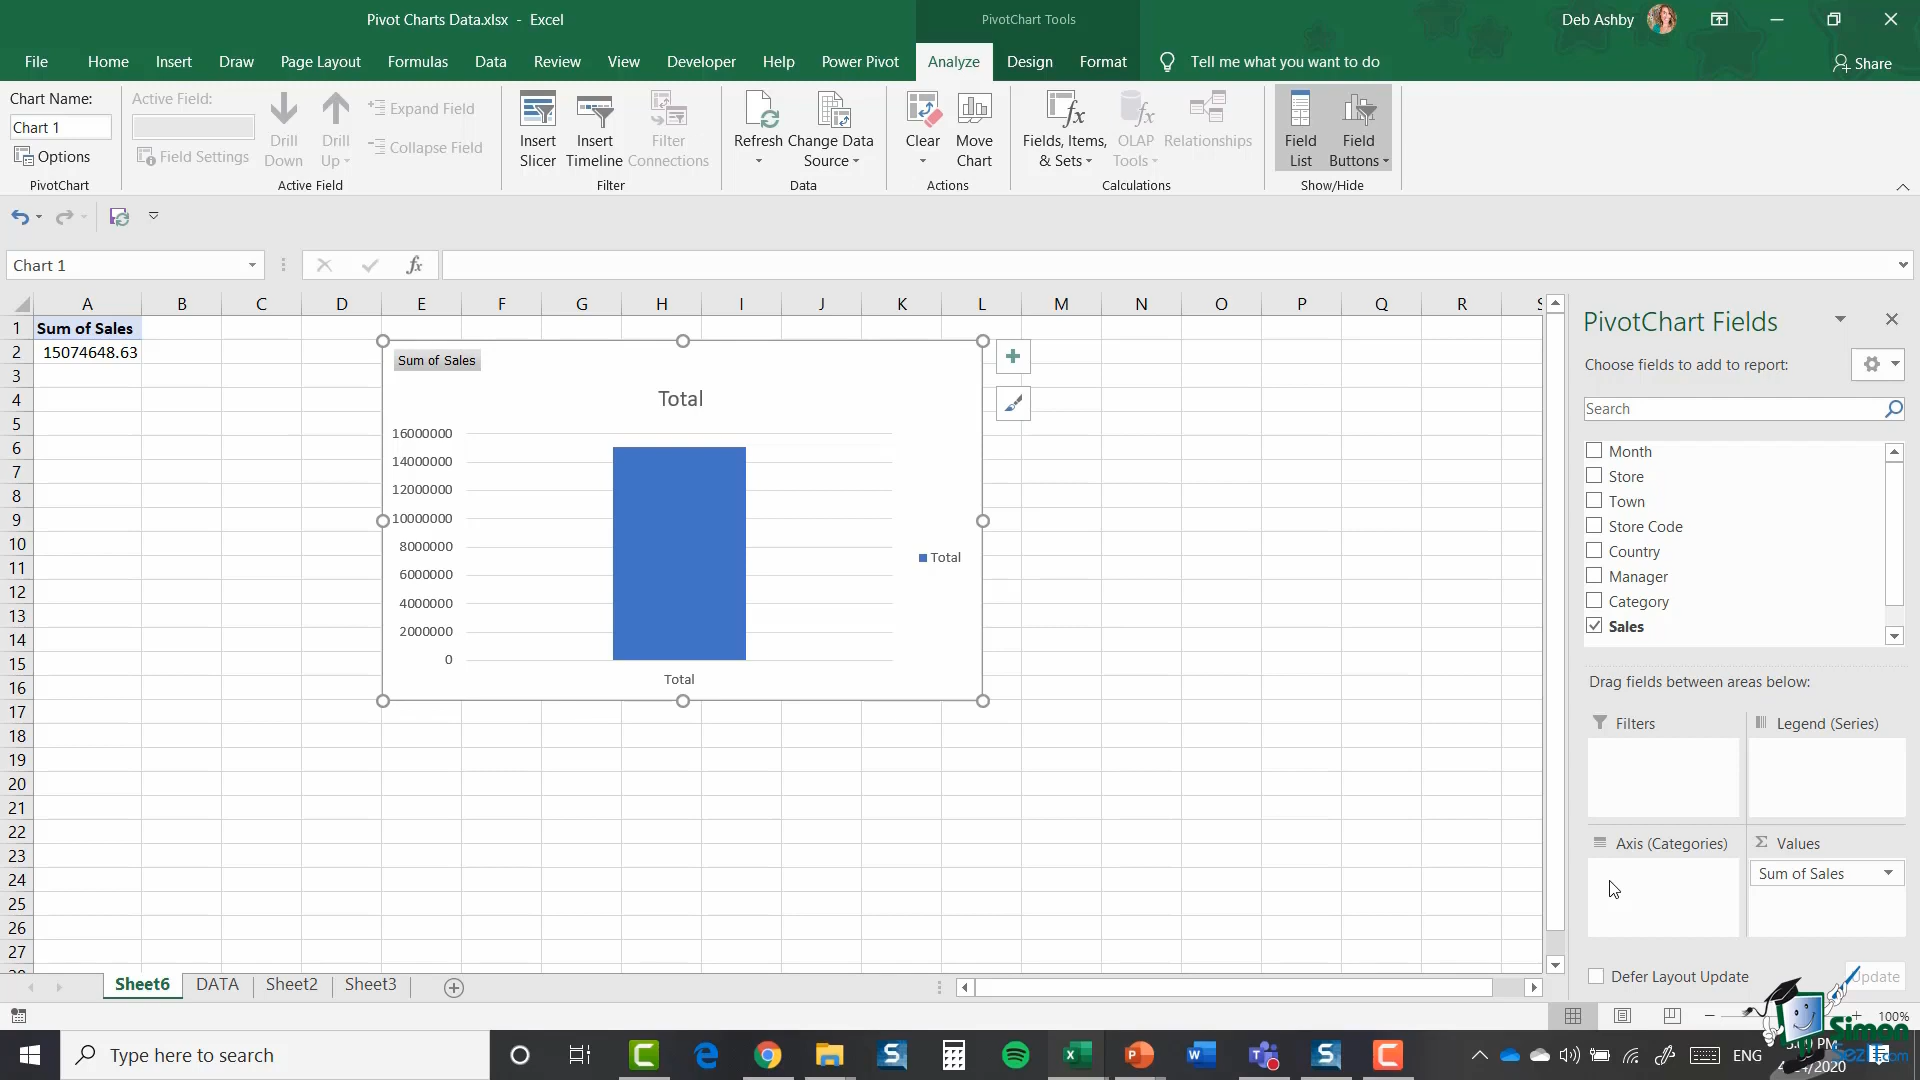 Pivot Charts Data.xlsx - Excel
PivotChart Tools
Deb Ashby
File Home Insert Draw Page Layout Formulas Data Review View Developer Help Power Pivot Analyze Design Format Tell me what you want to do
Share
Chart Name:
Chart 1
Options
PivotChart
Active Field:
Field Settings
Drill Down
Drill Up
Expand Field
Collapse Field
Active Field
Insert Slicer
Insert Timeline
Filter Connections
Filter
Refresh
Change Data Source
Data
Clear
Move Chart
Actions
Fields, Items, & Sets
OLAP Tools
Relationships
Calculations
Field List
Field Buttons
Show/Hide
Chart 1
fx
A B C D E F G H I J K L M N O P Q R S
1 Sum of Sales
2 15074648.63
3
4
5
6
7
8
9
10
11
12
13
14
15
16
17
18
19
20
21
22
23
24
25
26
27
Sum of Sales
Total
16000000
14000000
12000000
10000000
8000000
6000000
4000000
2000000
0
Total
Total
PivotChart Fields
Choose fields to add to report:
Search
Month
Store
Town
Store Code
Country
Manager
Category
Sales
Drag fields between areas below:
Filters
Legend (Series)
Axis (Categories)
Σ Values
Sum of Sales
Defer Layout Update
Sheet6 DATA Sheet2 Sheet3
100%
Simon
Sez IT.com
Type here to search
ENG